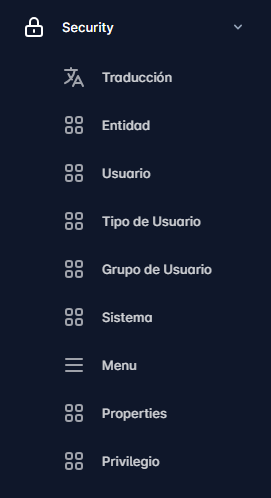 Security
Traducción
Entidad
Usuario
Tipo de Usuario
Grupo de Usuario
Sistema
Menu
Properties
Privilegio